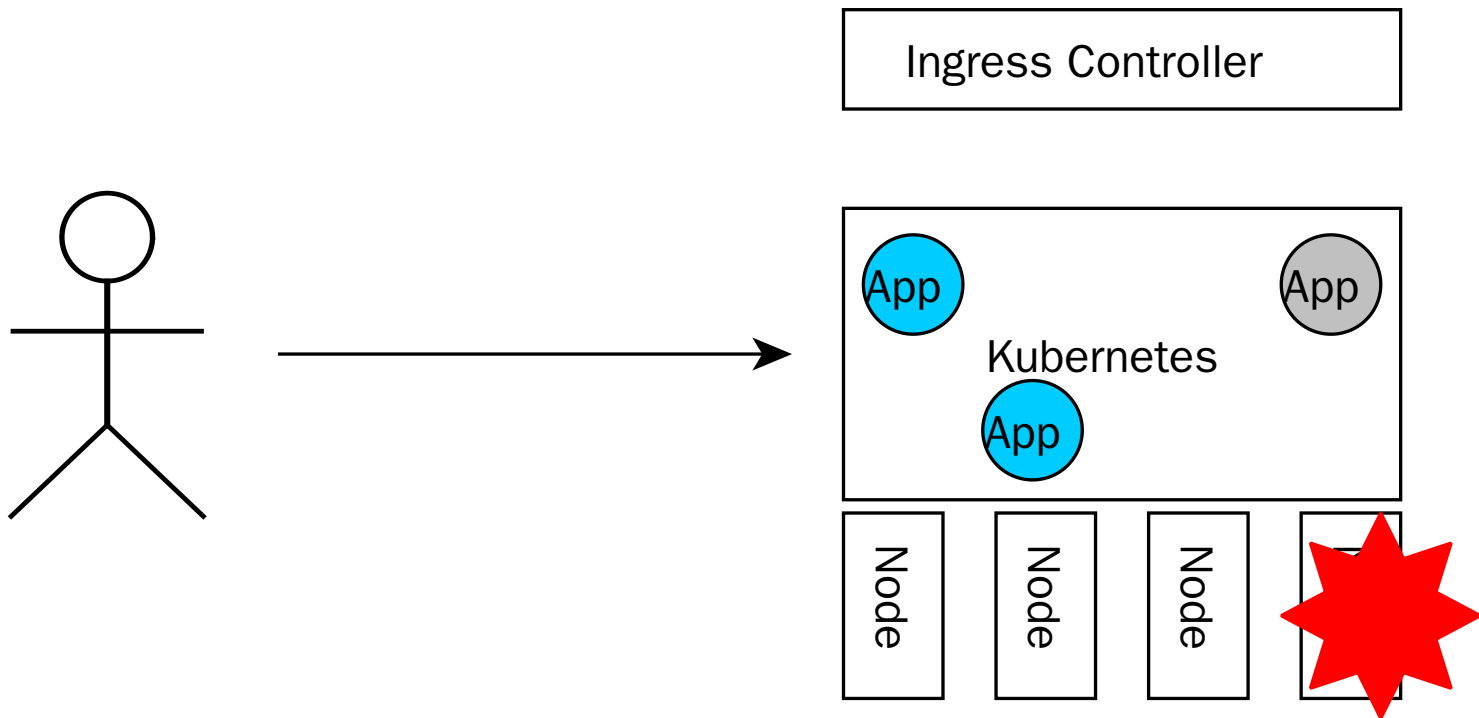 Ingress Controller
App
App
Kubernetes
App
Node
Node
Node